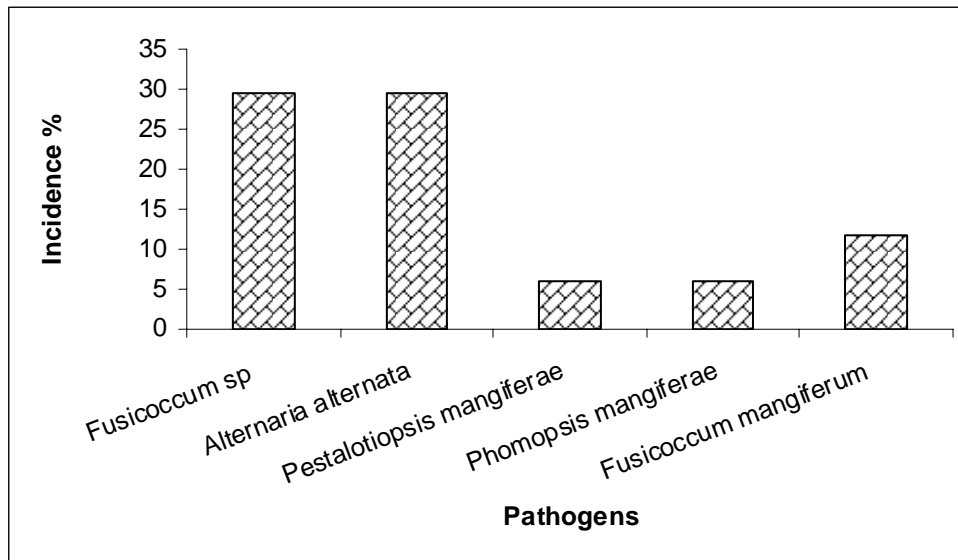 35
30
25
20
15
10
5
0
Incidence %
Fusicoccum sp
Alternaria alternata
Pestalotiopsis mangiferae
Phomopsis mangiferae
Fusicoccum mangiferum
Pathogens